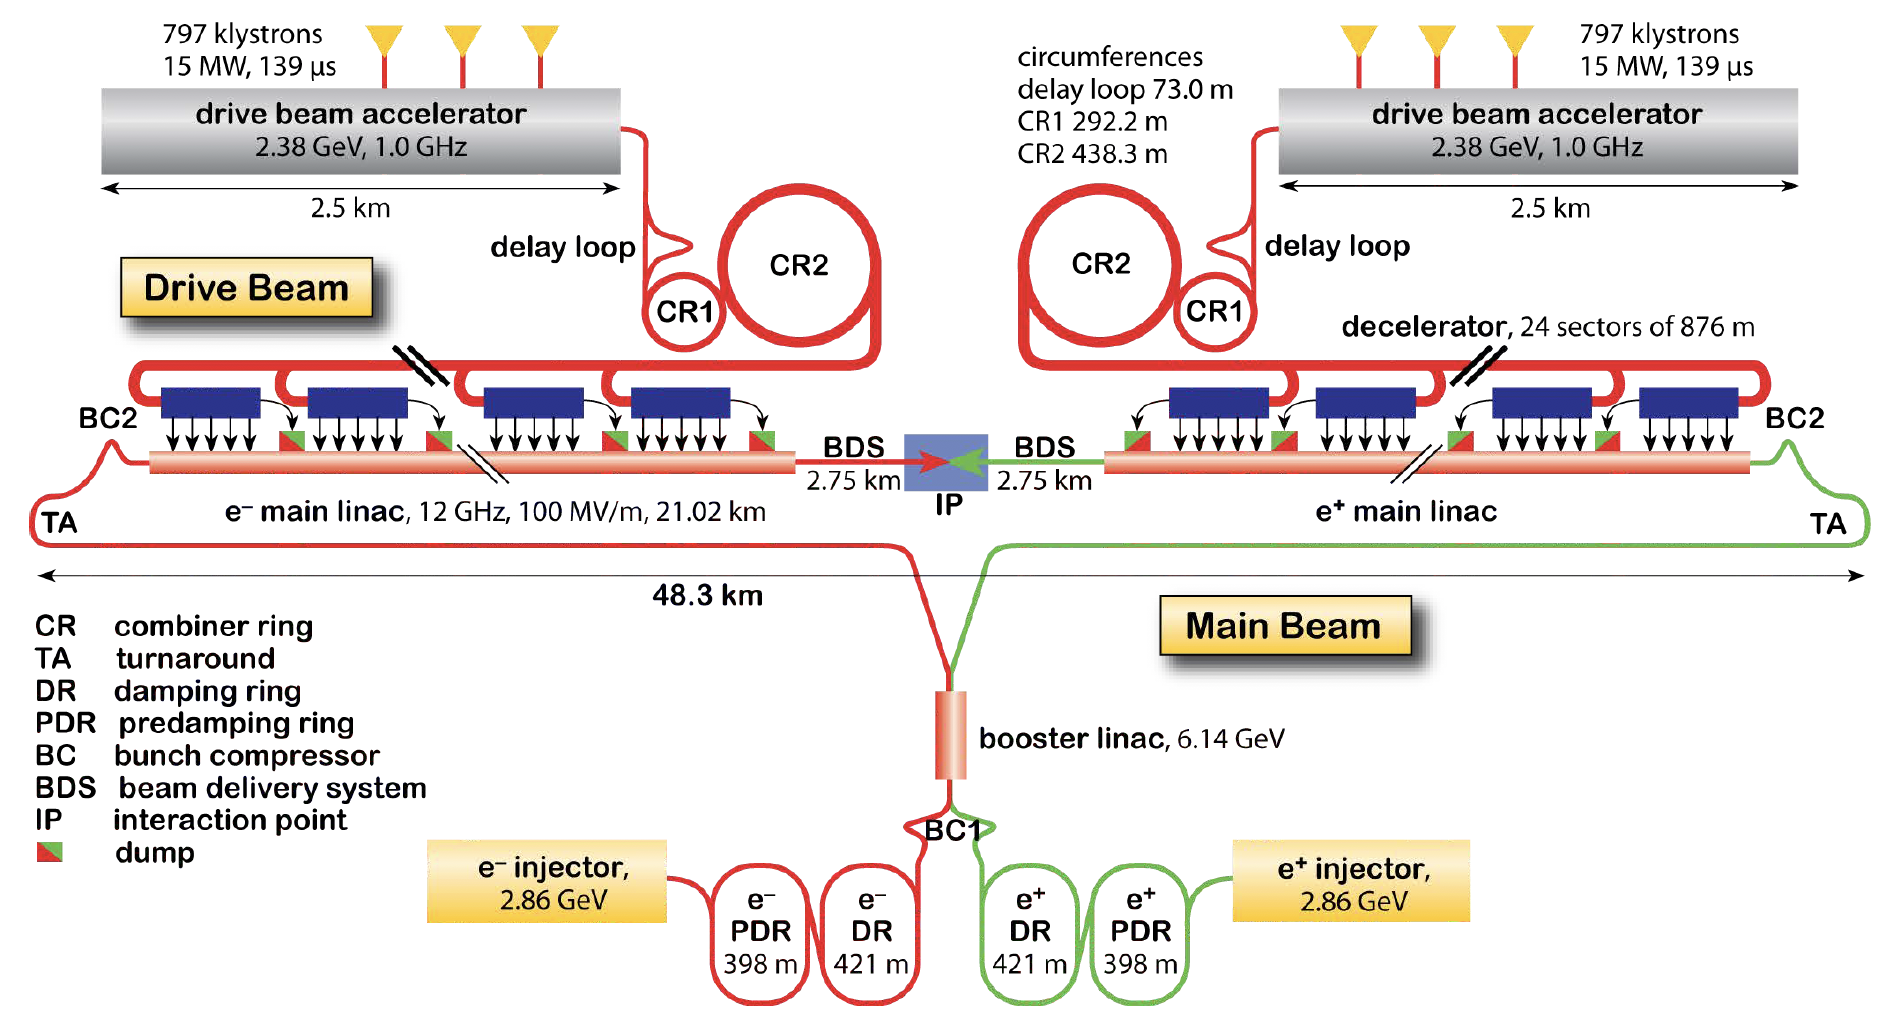 797 klystrons
15 MW, 139 μs
drive beam accelerator
2.38 GeV, 1.0 GHz
2.5 km
delay loop
CR1
CR2
circumferences
delay loop 73.0 m
CR1 292.2 m
CR2 438.3 m
797 klystrons
15 MW, 139 μs
drive beam accelerator
2.38 GeV, 1.0 GHz
2.5 km
CR2
CR1
delay loop
Drive Beam
decelerator, 24 sectors of 876 m
BC2
BC2
BDS
2.75 km
IP
BDS
2.75 km
TA
e⁻ main linac, 12 GHz, 100 MV/m, 21.02 km
e⁺ main linac
TA
48.3 km
Main Beam
CR combiner ring
TA turnaround
DR damping ring
PDR predamping ring
BC bunch compressor
BDS beam delivery system
IP interaction point
dump
booster linac, 6.14 GeV
BC1
e⁻ injector,
2.86 GeV
e⁻
PDR
398 m
e⁻
DR
421 m
e⁺
DR
421 m
e⁺
PDR
398 m
e⁺ injector,
2.86 GeV